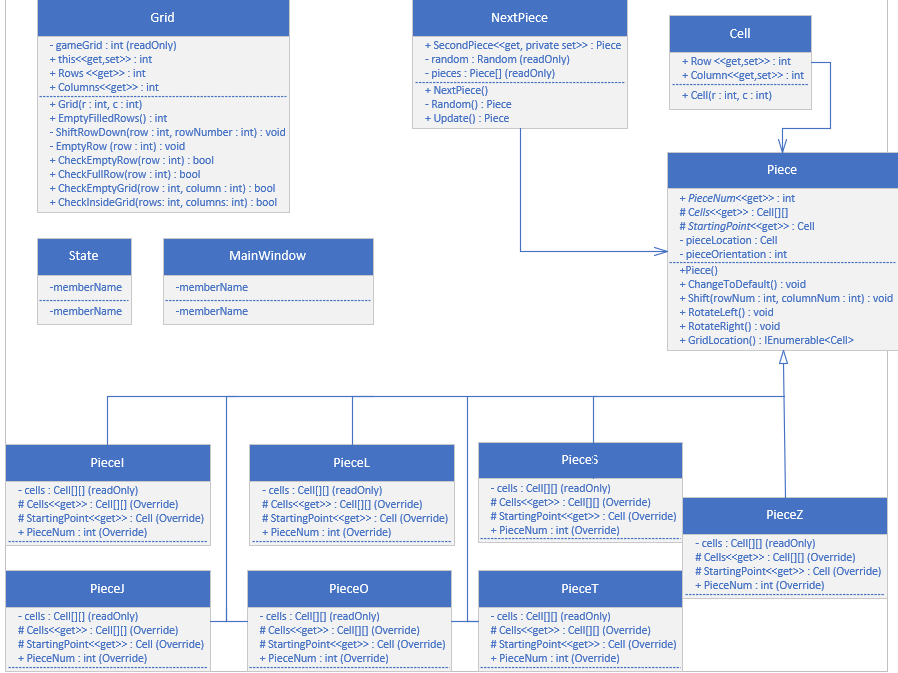 Grid
- gameGrid : int (readOnly)
+ this<<get,set>> : int
+ Rows <<get>> : int
+ Columns<<get>> : int
+ Grid(r : int, c : int)
+ EmptyFilledRows() : int
- ShiftRowDown(row : int, rowNumber : int) : void
- EmptyRow (row : int) : void
+ CheckEmptyRow(row : int) : bool
+ CheckFullRow(row : int) : bool
+ CheckEmptyGrid(row : int, column : int) : bool
+ CheckInsideGrid(rows: int, columns: int) : bool
NextPiece
+ SecondPiece<<get, private set>> : Piece
- random : Random (readOnly)
- pieces : Piece[] (readOnly)
+ NextPiece()
- Random() : Piece
+ Update() : Piece
Cell
+ Row <<get,set>> : int
+ Column<<get,set>> : int
+ Cell(r : int, c : int)
Piece
+ PieceNum<<get>> : int
# Cells<<get>> : Cell[][]
# StartingPoint<<get>> : Cell
- pieceLocation : Cell
- pieceOrientation : int
+Piece()
+ ChangeToDefault() : void
+ Shift(rowNum : int, columnNum : int) : void
+ RotateLeft() : void
+ RotateRight() : void
+ GridLocation() : IEnumerable<Cell>
State
-memberName
-memberName
MainWindow
-memberName
-memberName
PieceI
- cells : Cell[][] (readOnly)
# Cells<<get>> : Cell[][] (Override)
# StartingPoint<<get>> : Cell (Override)
+ PieceNum : int (Override)
PieceL
- cells : Cell[][] (readOnly)
# Cells<<get>> : Cell[][] (Override)
# StartingPoint<<get>> : Cell (Override)
+ PieceNum : int (Override)
PieceS
- cells : Cell[][] (readOnly)
# Cells<<get>> : Cell[][] (Override)
# StartingPoint<<get>> : Cell (Override)
+ PieceNum : int (Override)
PieceZ
- cells : Cell[][] (readOnly)
# Cells<<get>> : Cell[][] (Override)
# StartingPoint<<get>> : Cell (Override)
+ PieceNum : int (Override)
PieceJ
- cells : Cell[][] (readOnly)
# Cells<<get>> : Cell[][] (Override)
# StartingPoint<<get>> : Cell (Override)
+ PieceNum : int (Override)
PieceO
- cells : Cell[][] (readOnly)
# Cells<<get>> : Cell[][] (Override)
# StartingPoint<<get>> : Cell (Override)
+ PieceNum : int (Override)
PieceT
- cells : Cell[][] (readOnly)
# Cells<<get>> : Cell[][] (Override)
# StartingPoint<<get>> : Cell (Override)
+ PieceNum : int (Override)